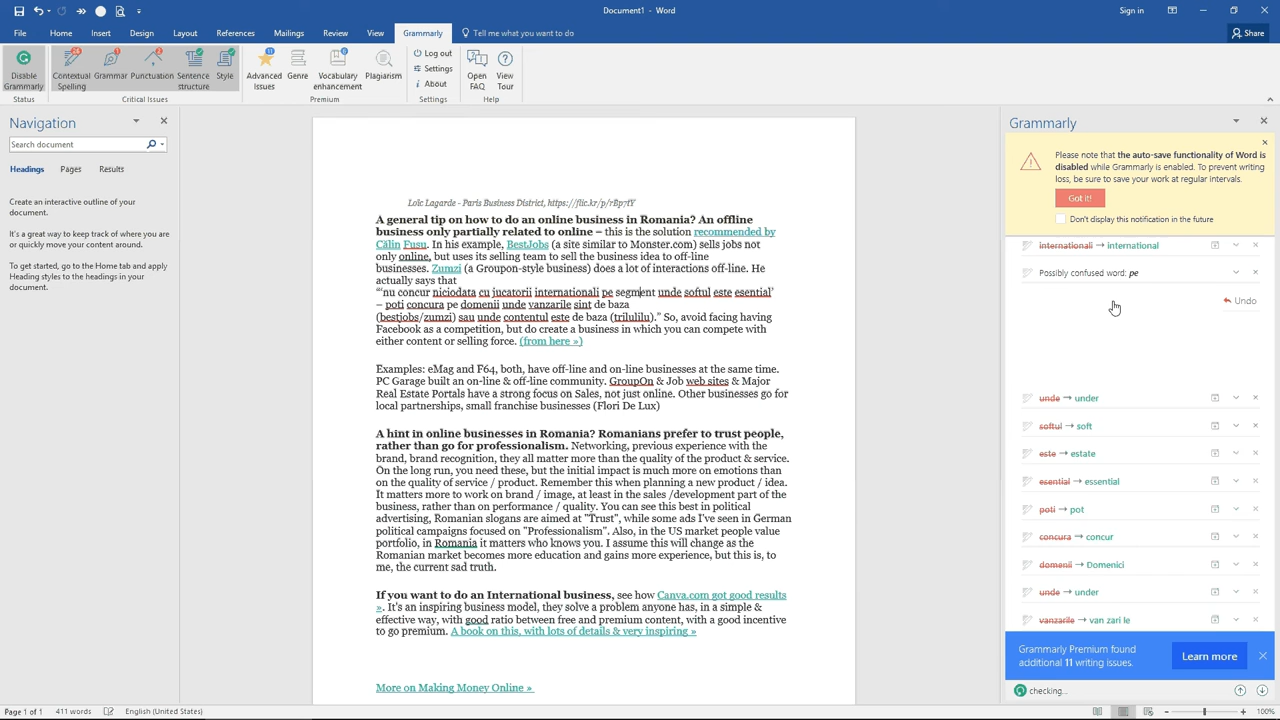 Document1 - Word
Sign in
File
Home
Insert
Draw
Design
Layout
References
Mailings
Review
View
Grammarly
Tell me what you want to do
Share
Disable Grammarly
Status
24
Contextual Spelling
1
Grammar
2
Punctuation
Sentence structure
Style
Critical Issues
11
Advanced Issues
Genre
6
Vocabulary enhancement
Plagiarism
Premium
Log out
Settings
About
Settings
Open FAQ
View Tour
Help
Navigation
Search document
Headings
Pages
Results
Create an interactive outline of your
document.
It's a great way to keep track of where you are
or quickly move your content around.
To get started, go to the Home tab and apply
Heading styles to the headings in your
document.
Loïc Lagarde - Paris Business District, https://flic.kr/p/rBp7tY
A general tip on how to do an online business in Romania? An offline
business only partially related to online – this is the solution recommended by
Călin Fusu. In his example, BestJobs (a site similar to Monster.com) sells jobs not
only online, but uses its selling team to sell the business idea to off-line
businesses. Zumzi (a Groupon-style business) does a lot of interactions off-line. He
actually says that
“‘nu concur niciodata cu jucatorii internationali pe segment unde softul este esential’
– poti concura pe domenii unde vanzarile sint de baza
(bestjobs/zumzi) sau unde contentul este de baza (trilulilu).” So, avoid facing having
Facebook as a competition, but do create a business in which you can compete with
either content or selling force. (from here »)
Examples: eMag and F64, both, have off-line and on-line businesses at the same time.
PC Garage built an on-line & off-line community. GroupOn & Job web sites & Major
Real Estate Portals have a strong focus on Sales, not just online. Other businesses go for
local partnerships, small franchise businesses (Flori De Lux)
A hint in online businesses in Romania? Romanians prefer to trust people,
rather than go for professionalism. Networking, previous experience with the
brand, brand recognition, they all matter more than the quality of the product & service.
On the long run, you need these, but the initial impact is much more on emotions than
on the quality of service / product. Remember this when planning a new product / idea.
It matters more to work on brand / image, at least in the sales /development part of the
business, rather than on performance / quality. You can see this best in political
advertising, Romanian slogans are aimed at "Trust", while some ads I've seen in German
political campaigns focused on "Professionalism". Also, in the US market people value
portfolio, in Romania it matters who knows you. I assume this will change as the
Romanian market becomes more education and gains more experience, but this is, to
me, the current sad truth.
If you want to do an International business, see how Canva.com got good results
». It's an inspiring business model, they solve a problem anyone has, in a simple &
effective way, with good ratio between free and premium content, with a good incentive
to go premium. A book on this, with lots of details & very inspiring »
More on Making Money Online »
Grammarly
Please note that the auto-save functionality of Word is
disabled while Grammarly is enabled. To prevent writing
loss, be sure to save your work at regular intervals.
Got it!
Don't display this notification in the future
internationali → international
Possibly confused word: pe
Undo
unde → under
softul → soft
este → estate
esential → essential
poti → pot
concura → concur
domenii → Domenici
unde → under
vanzarile → van zari le
Grammarly Premium found
additional 11 writing issues.
Learn more
checking...
Page 1 of 1
411 words
English (United States)
100%